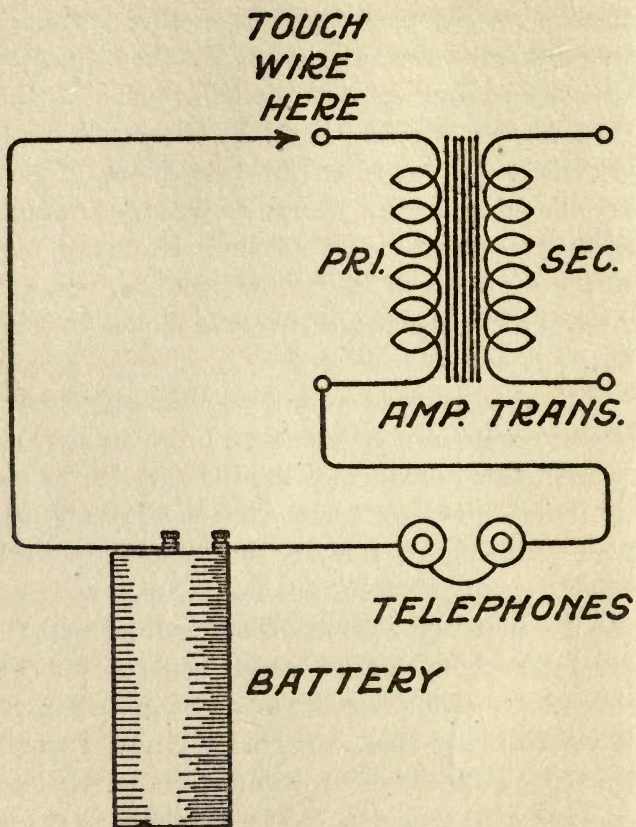 TOUCH
WIRE
HERE
PRI.
SEC.
AMP. TRANS.
TELEPHONES
BATTERY